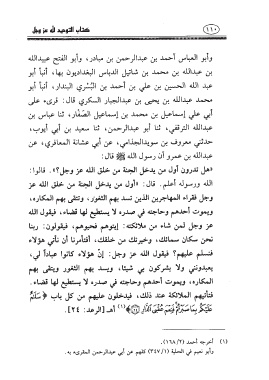 ١١٠
كتاب التوحيد لله عز وجل
وأبو العباس أحمد بن عبدالرحمن بن مبادر، وأبو الفتح عبيدالله
بن عبدالله بن محمد بن شاتيل الدباس البغداديون بها، أنبأ أبو
عبد الله الحسين بن علي بن أحمد بن البُسْري البندار، أنبأ أبو
محمد عبدالله بن يحيى بن عبدالجبار السكري قال: قرىء على
أبي علي إسماعيل بن محمد بن إسماعيل الصفار، ثنا عباس بن
عبدالله الترقفي، ثنا أبو عبدالرحمن، ثنا سعيد بن أبي أيوب،
حدثني معروف بن سويد الجذامي، عن أبي عشانة المعافري، عن
عبدالله بن عمرو أن رسول الله ﷺ قال:
«هل تدرون أول من يدخل الجنة من خلق الله عز وجل؟». قالوا:
الله ورسوله أعلم. قال: «أول من يدخل الجنة من خلق الله عز
وجل فقراء المهاجرين الذين تسد بهم الثغور، وتتقى بهم المكاره،
ويموت أحدهم وحاجته في صدره لا يستطيع لها قضاء، فيقول الله
عز وجل لمن شاء من ملائكته: إيتوهم فحيوهم، فيقولون: ربنا
نحن سكان سمائك، وخيرتك من خلقك، أفتأمرنا أن نأتي هؤلاء
فنسلم عليهم؟ فيقول الله عز وجل: إنّ هؤلاء كانوا عباداً لي،
يعبدونني ولا يشركون بي شيئاً، ويسد بهم الثغور ويتقى بهم
المكاره، ويموت أحدهم وحاجته في صدره لا يستطيع لها قضاء.
فتأتيهم الملائكة عند ذلك، فيدخلون عليهم من كل باب ﴿سَلَٰمٌ
عَلَيْكُم بِمَا صَبَرْتُمْ فَنِعْمَ عُقْبَى ٱلدَّارِ﴾(١) أهـ [الرعد: ٢٤].
(١) أخرجه أحمد (١٦٨/٢).
وأبو نعيم في الحلية (٣٤٧/١) كلهم عن أبي عبدالرحمن المقرىء به.